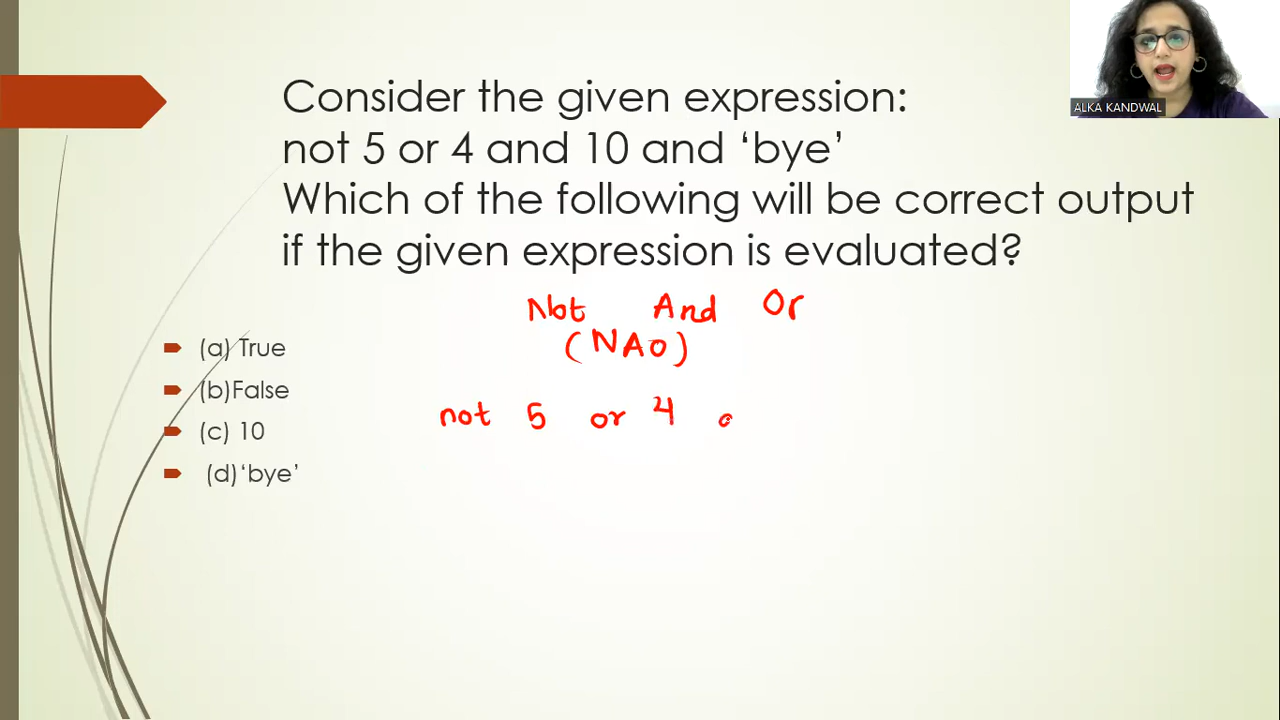 ALKA KANDWAL
Consider the given expression:
not 5 or 4 and 10 and ‘bye’
Which of the following will be correct output
if the given expression is evaluated?
Not And Or
(NAO)
(a) True
(b)False
(c) 10
(d)‘bye’
not 5 or 4